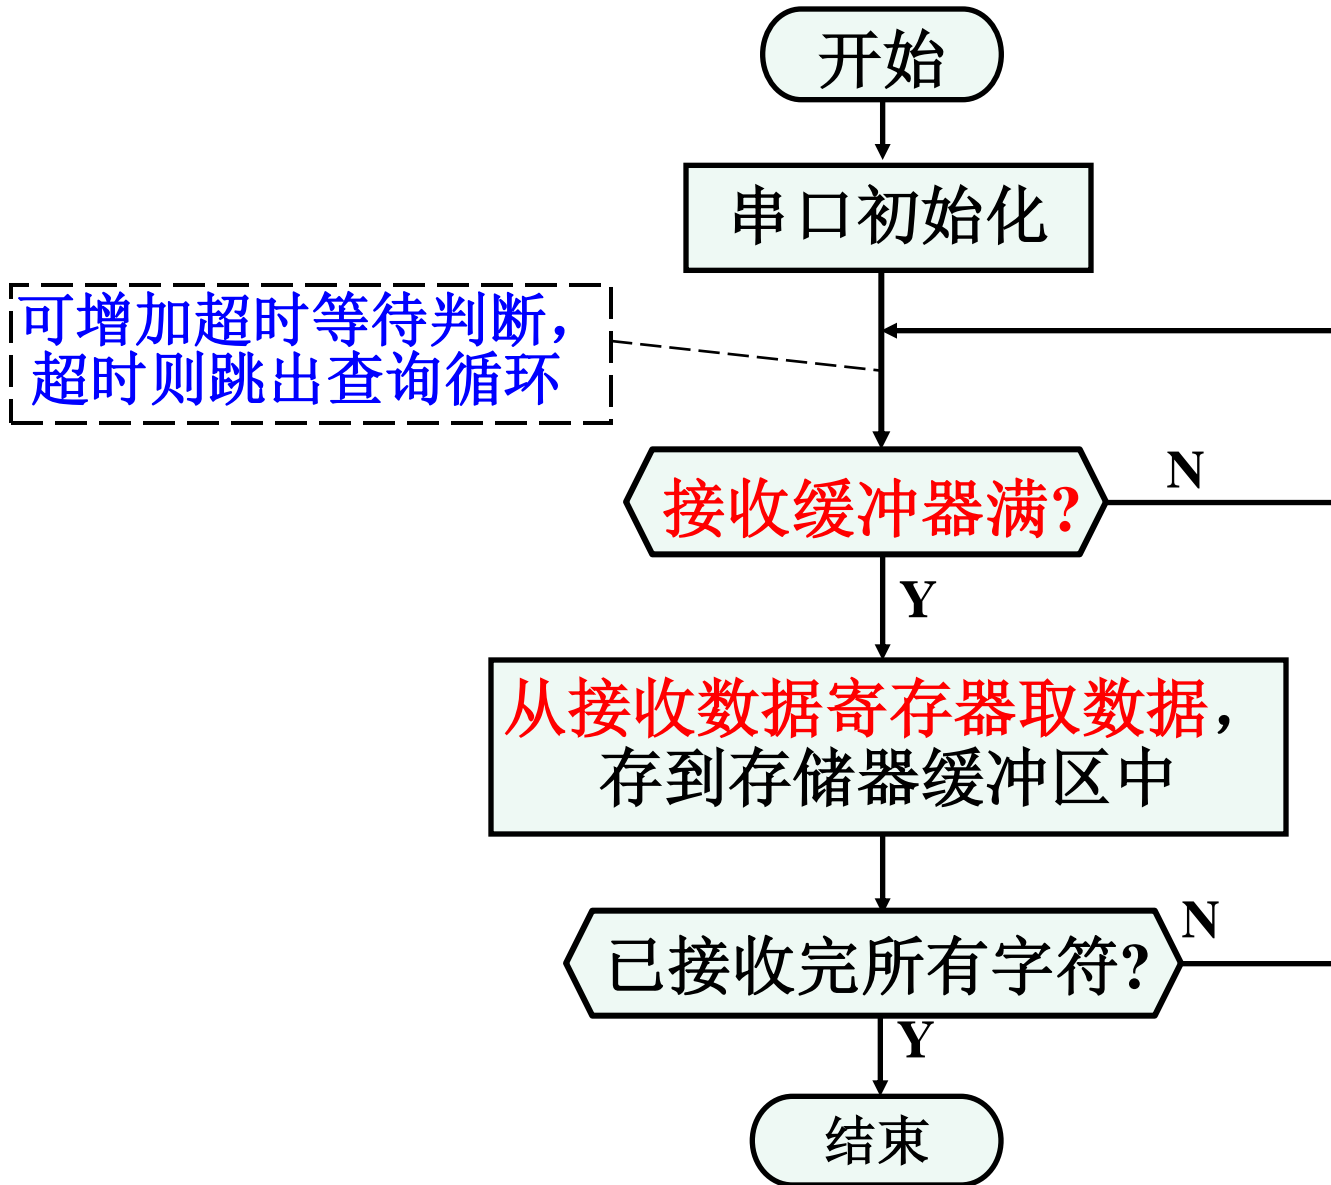 开始
串口初始化
可增加超时等待判断，
超时则跳出查询循环
接收缓冲器满?
N
Y
从接收数据寄存器取数据，
存到存储器缓冲区中
N
已接收完所有字符?
Y
结束